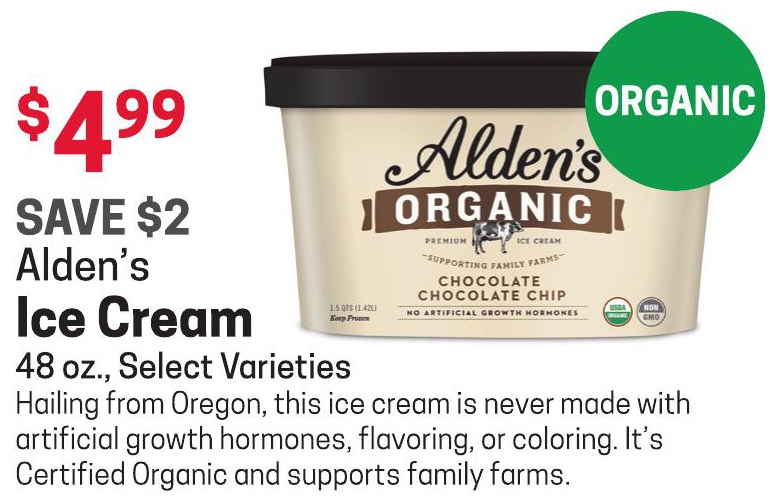 $4.99
SAVE $2
Alden's
Ice Cream
48 oz., Select Varieties
Hailing from Oregon, this ice cream is never made with
artificial growth hormones, flavoring, or coloring. It's
Certified Organic and supports family farms.
ORGANIC
Alden's
ORGANIC
PREMIUM ICE CREAM
SUPPORTING FAMILY FARMS
CHOCOLATE
CHOCOLATE CHIP
NO ARTIFICIAL GROWTH HORMONES
1.5 QTS (1.42L)
Keep Frozen
USDA
ORGANIC
NON
GMO